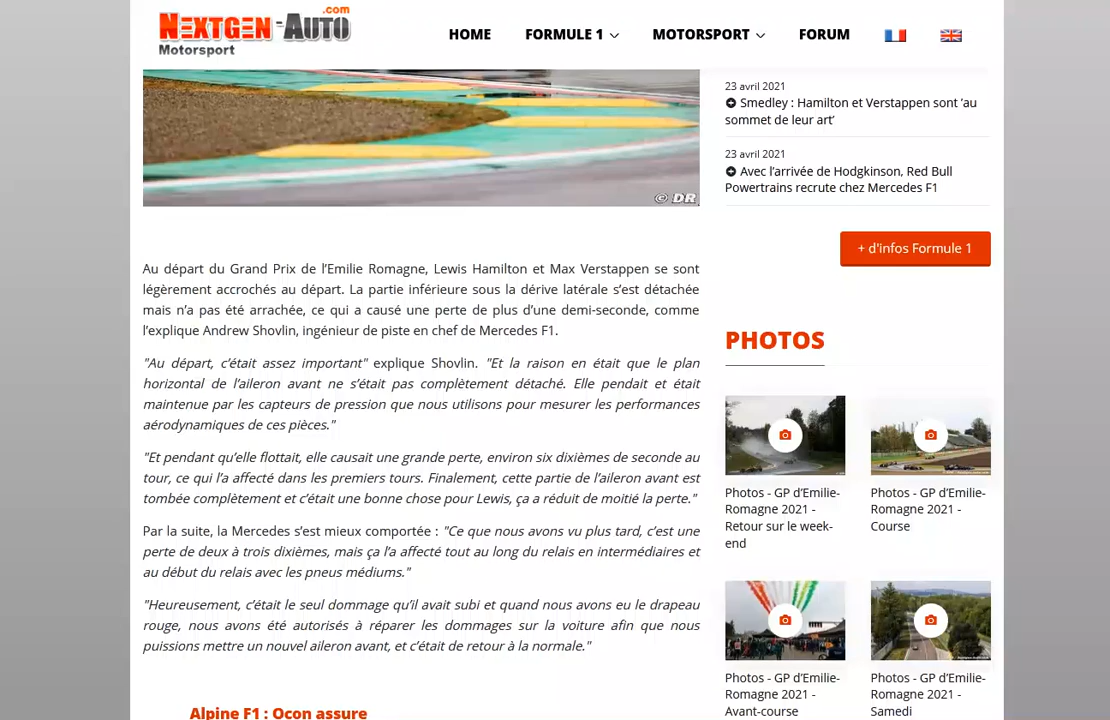 NEXTGEN-AUTO
.com
Motorsport
HOME
FORMULE 1
MOTORSPORT
FORUM
© DR
Au départ du Grand Prix de l’Emilie Romagne, Lewis Hamilton et Max Verstappen se sont
légèrement accrochés au départ. La partie inférieure sous la dérive latérale s’est détachée
mais n’a pas été arrachée, ce qui a causé une perte de plus d’une demi-seconde, comme
l’explique Andrew Shovlin, ingénieur de piste en chef de Mercedes F1.
"Au départ, c’était assez important" explique Shovlin. "Et la raison en était que le plan
horizontal de l’aileron avant ne s’était pas complètement détaché. Elle pendait et était
maintenue par les capteurs de pression que nous utilisons pour mesurer les performances
aérodynamiques de ces pièces."
"Et pendant qu’elle flottait, elle causait une grande perte, environ six dixièmes de seconde au
tour, ce qui l’a affecté dans les premiers tours. Finalement, cette partie de l’aileron avant est
tombée complètement et c’était une bonne chose pour Lewis, ça a réduit de moitié la perte."
Par la suite, la Mercedes s’est mieux comportée : "Ce que nous avons vu plus tard, c’est une
perte de deux à trois dixièmes, mais ça l’a affecté tout au long du relais en intermédiaires et
au début du relais avec les pneus médiums."
"Heureusement, c’était le seul dommage qu’il avait subi et quand nous avons eu le drapeau
rouge, nous avons été autorisés à réparer les dommages sur la voiture afin que nous
puissions mettre un nouvel aileron avant, et c’était de retour à la normale."
Alpine F1 : Ocon assure
23 avril 2021
Smedley : Hamilton et Verstappen sont ’au
sommet de leur art’
23 avril 2021
Avec l’arrivée de Hodgkinson, Red Bull
Powertrains recrute chez Mercedes F1
+ d'infos Formule 1
PHOTOS
Photos - GP d’Emilie-
Romagne 2021 -
Retour sur le week-
end
Photos - GP d’Emilie-
Romagne 2021 -
Course
Photos - GP d’Emilie-
Romagne 2021 -
Avant-course
Photos - GP d’Emilie-
Romagne 2021 -
Samedi